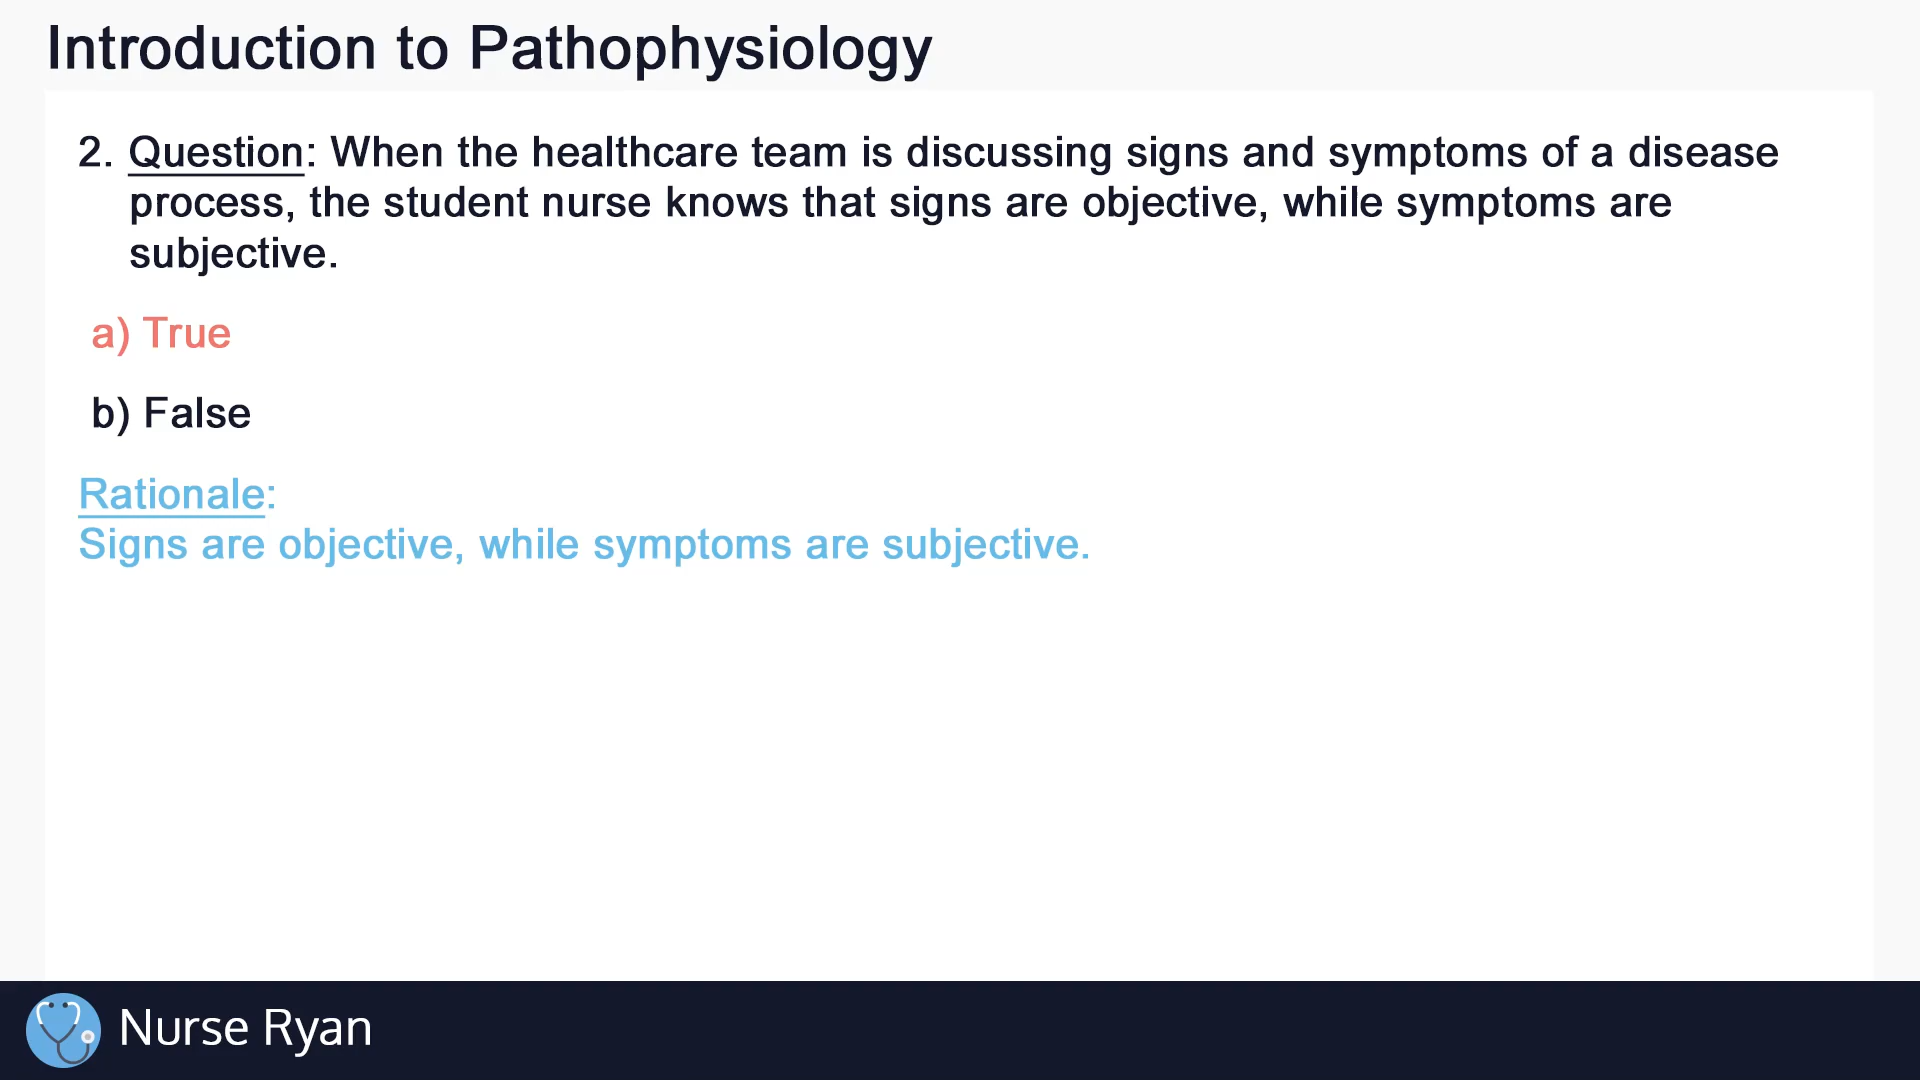 Introduction to Pathophysiology
2. Question: When the healthcare team is discussing signs and symptoms of a disease
process, the student nurse knows that signs are objective, while symptoms are
subjective.
a) True
b) False
Rationale:
Signs are objective, while symptoms are subjective.
Nurse Ryan